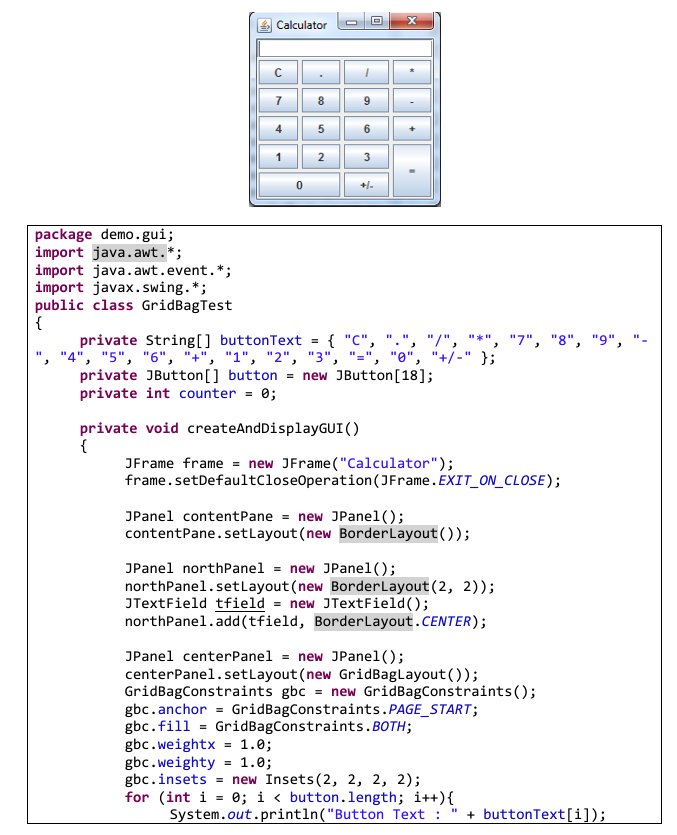 Calculator
C . / *
7 8 9 -
4 5 6 +
1 2 3 =
0 +/-
package demo.gui;
import java.awt.*;
import java.awt.event.*;
import javax.swing.*;
public class GridBagTest
{
private String[] buttonText = { "C", ".", "/", "*", "7", "8", "9", "-
", "4", "5", "6", "+", "1", "2", "3", "=", "0", "+/-" };
private JButton[] button = new JButton[18];
private int counter = 0;
private void createAndDisplayGUI()
{
JFrame frame = new JFrame("Calculator");
frame.setDefaultCloseOperation(JFrame.EXIT_ON_CLOSE);
JPanel contentPane = new JPanel();
contentPane.setLayout(new BorderLayout());
JPanel northPanel = new JPanel();
northPanel.setLayout(new BorderLayout(2, 2));
JTextField tfield = new JTextField();
northPanel.add(tfield, BorderLayout.CENTER);
JPanel centerPanel = new JPanel();
centerPanel.setLayout(new GridBagLayout());
GridBagConstraints gbc = new GridBagConstraints();
gbc.anchor = GridBagConstraints.PAGE_START;
gbc.fill = GridBagConstraints.BOTH;
gbc.weightx = 1.0;
gbc.weighty = 1.0;
gbc.insets = new Insets(2, 2, 2, 2);
for (int i = 0; i < button.length; i++){
System.out.println("Button Text : " + buttonText[i]);